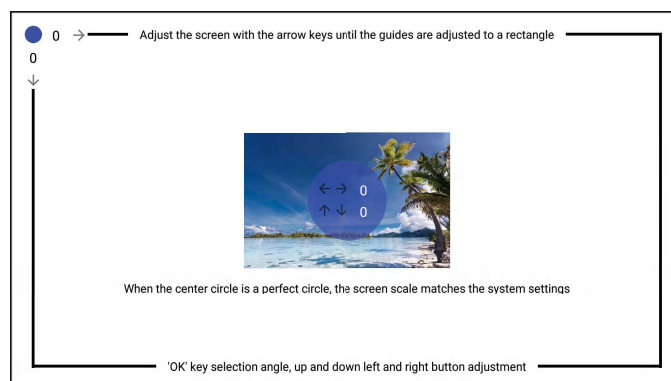 0 → Adjust the screen with the arrow keys until the guides are adjusted to a rectangle
0
↓
← → 0
↑ ↓ 0
When the center circle is a perfect circle, the screen scale matches the system settings
'OK' key selection angle, up and down left and right button adjustment